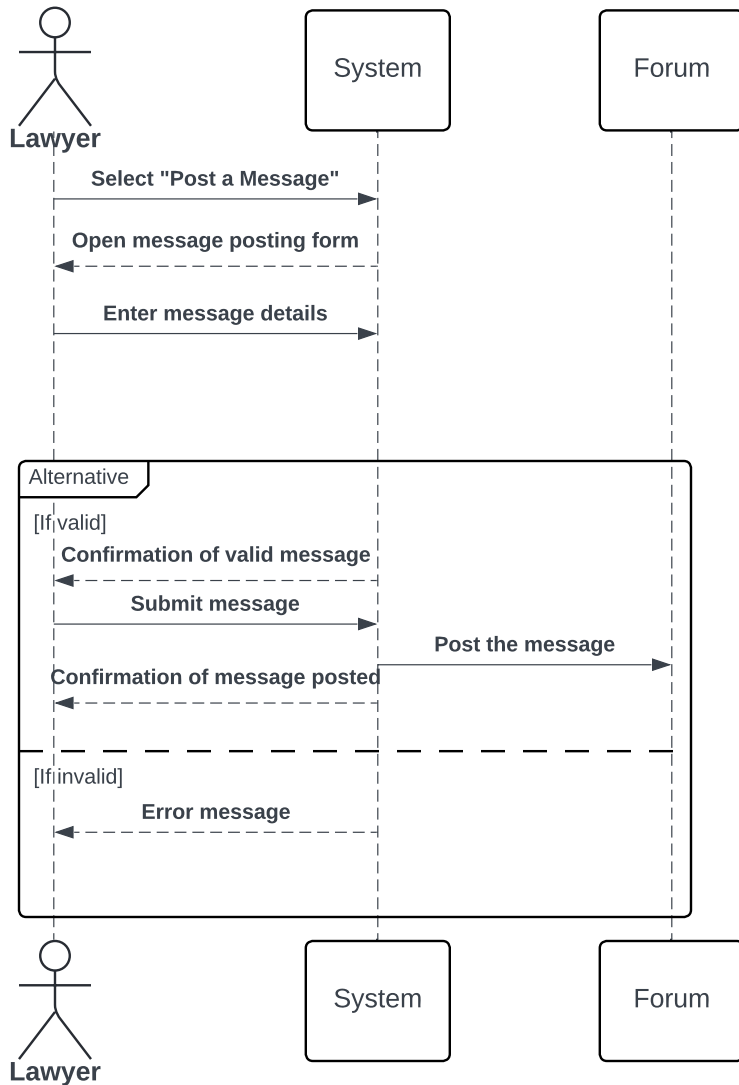 System
Forum
Lawyer
Select "Post a Message"
Open message posting form
Enter message details
Alternative
[If valid]
Confirmation of valid message
Submit message
Post the message
Confirmation of message posted
[If invalid]
Error message
System
Forum
Lawyer